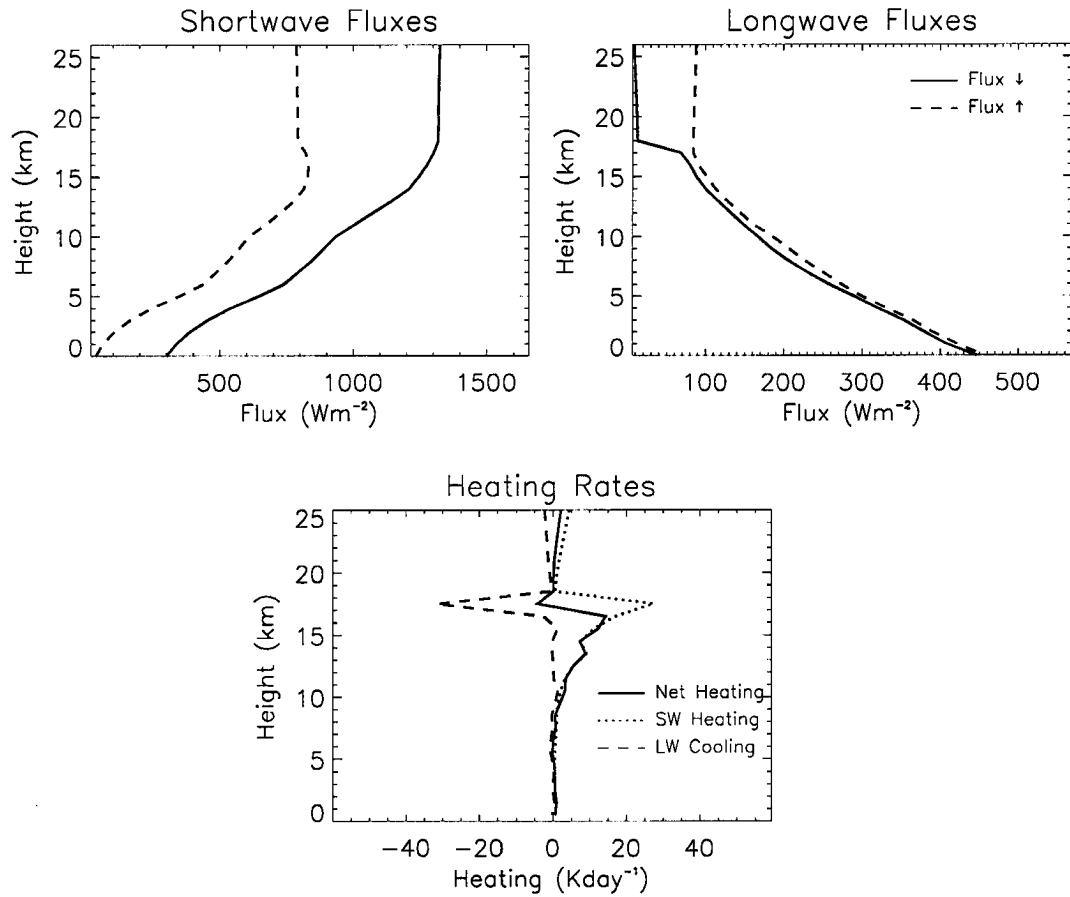 Shortwave Fluxes
25
20
15
10
5
0
Height (km)
500 1000 1500
Flux (Wm⁻²)
Longwave Fluxes
25
20
15
10
5
0
Height (km)
Flux ↓
Flux ↑
100 200 300 400 500
Flux (Wm⁻²)
Heating Rates
25
20
15
10
5
0
Height (km)
Net Heating
SW Heating
LW Cooling
−40 −20 0 20 40
Heating (Kday⁻¹)